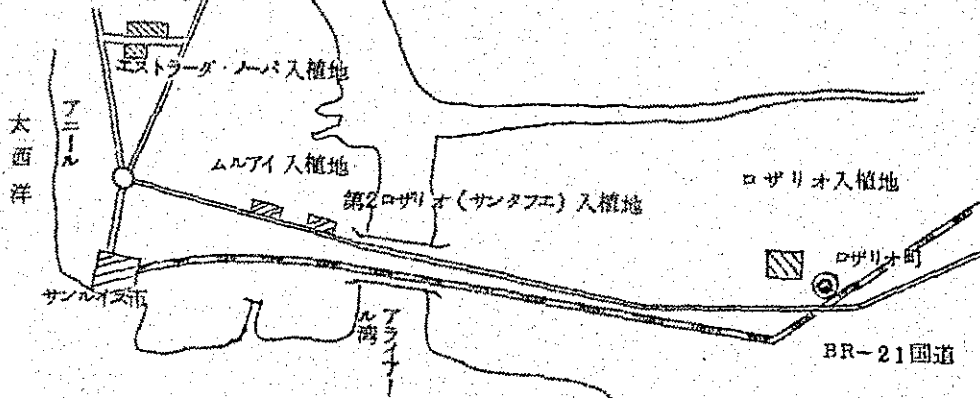 エストラーダ・ノーバ入植地
アニール
大西洋
ムルアイ入植地
第2ロザリオ(サンタフエ)入植地
ロザリオ入植地
ロザリオ町
サンルイス市
アライナール湾
BR-21国道